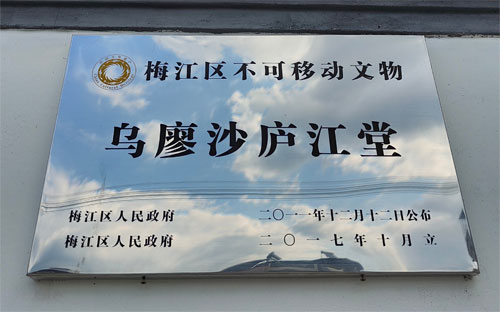 梅江区不可移动文物
乌廖沙庐江堂
梅江区人民政府 二〇一一年十二月十二日公布
梅江区人民政府 二〇一七年十月立